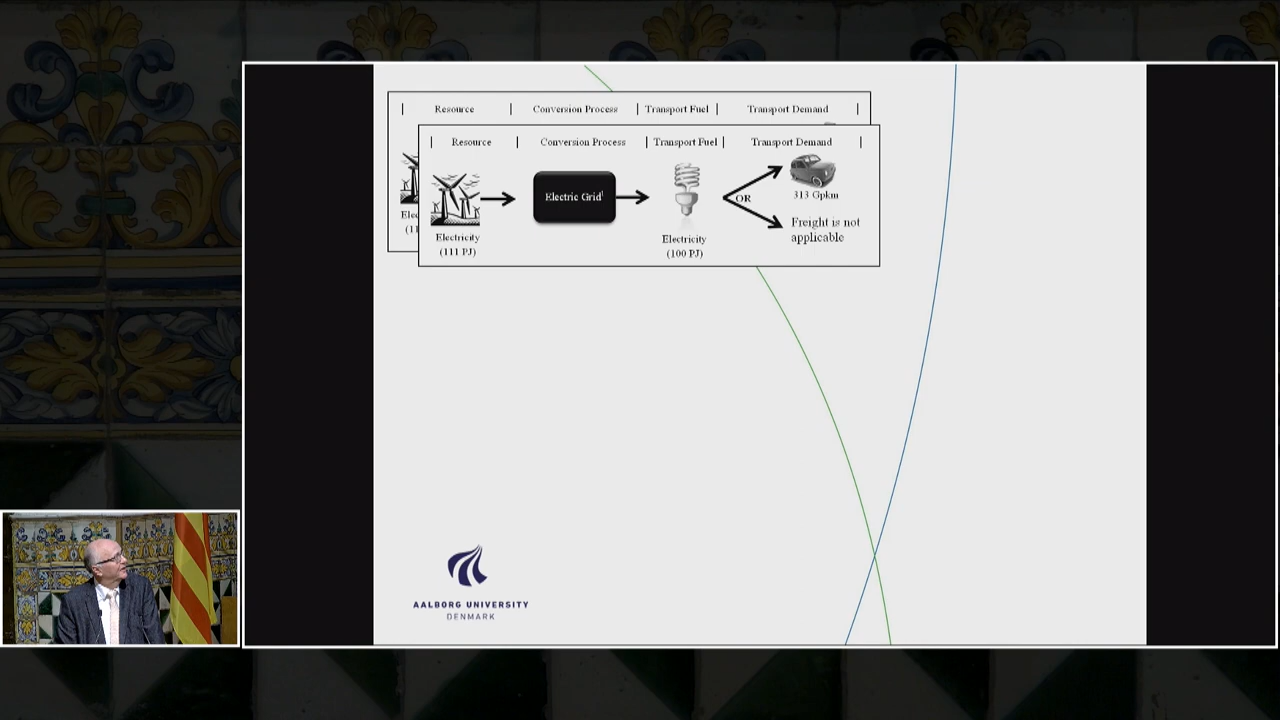 Resource
Conversion Process
Transport Fuel
Transport Demand
Resource
Conversion Process
Transport Fuel
Transport Demand
Electric Grid¹
OR
313 Gpkm
Freight is not
applicable
Electricity
(111 PJ)
Electricity
(100 PJ)
AALBORG UNIVERSITY
DENMARK